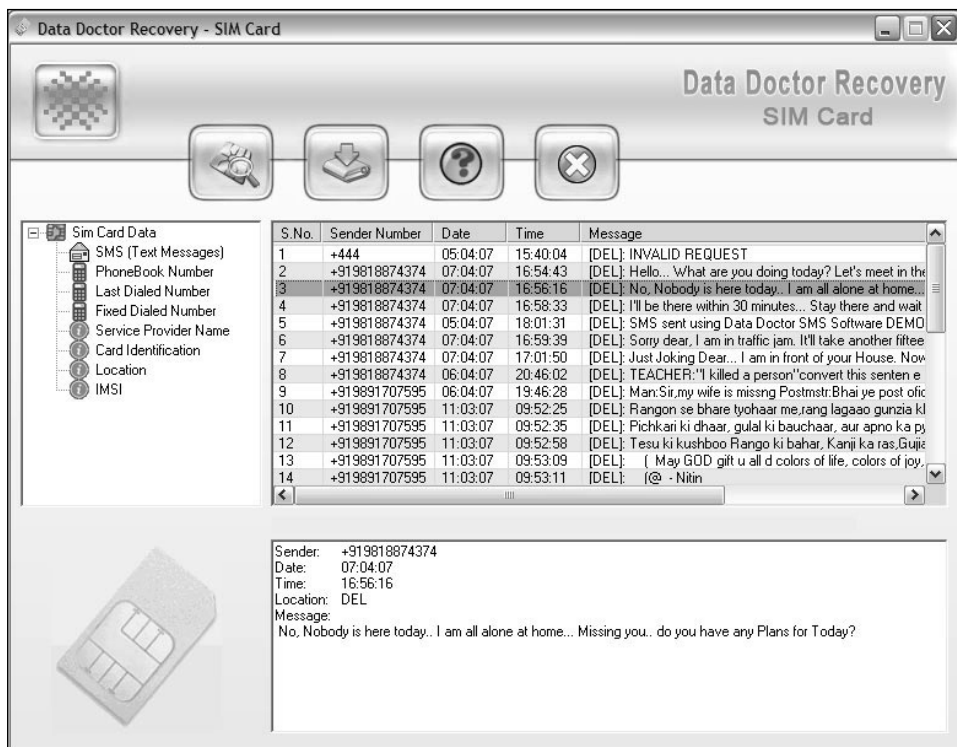 Data Doctor Recovery - SIM Card
Data Doctor Recovery
SIM Card
Sim Card Data
SMS (Text Messages)
PhoneBook Number
Last Dialed Number
Fixed Dialed Number
Service Provider Name
Card Identification
Location
IMSI
S.No. Sender Number Date Time Message
1 +444 05:04:07 15:40:04 [DEL]: INVALID REQUEST
2 +919818874374 07:04:07 16:54:43 [DEL]: Hello... What are you doing today? Let's meet in the
3 +919818874374 07:04:07 16:56:16 [DEL]: No, Nobody is here today.. I am all alone at home...
4 +919818874374 07:04:07 16:58:33 [DEL]: I'll be there within 30 minutes... Stay there and wait
5 +919818874374 05:04:07 18:01:31 [DEL]: SMS sent using Data Doctor SMS Software DEMO
6 +919818874374 07:04:07 16:59:39 [DEL]: Sorry dear, I am in traffic jam. It'll take another fiftee
7 +919818874374 07:04:07 17:01:50 [DEL]: Just Joking Dear... I am in front of your House. Now
8 +919818874374 06:04:07 20:46:02 [DEL]: TEACHER:"I killed a person"convert this senten e
9 +919891707595 06:04:07 19:46:28 [DEL]: Man:Sir,my wife is missng Postmstr:Bhai ye post ofic
10 +919891707595 11:03:07 09:52:25 [DEL]: Rangon se bhare tyohaar me,rang lagaao gunzia kl
11 +919891707595 11:03:07 09:52:35 [DEL]: Pichkari ki dhaar, gulal ki bauchaar, aur apno ka py
12 +919891707595 11:03:07 09:52:58 [DEL]: Tesu ki kushboo Rango ki bahar, Kanji ka ras,Gujia
13 +919891707595 11:03:07 09:53:09 [DEL]: ( May GOD gift u all d colors of life, colors of joy,
14 +919891707595 11:03:07 09:53:11 [DEL]: (@ - Nitin
Sender: +919818874374
Date: 07:04:07
Time: 16:56:16
Location: DEL
Message:
No, Nobody is here today.. I am all alone at home... Missing you.. do you have any Plans for Today?